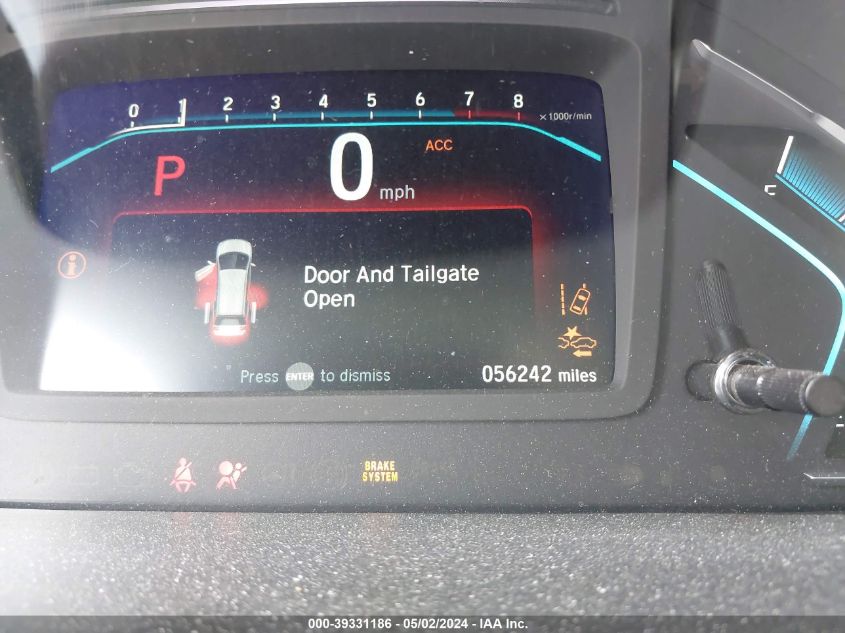 0 1 2 3 4 5 6 7 8
x1000r/min
P 0 mph ACC
Door And Tailgate
Open
Press ENTER to dismiss
056242 miles
C
BRAKE
SYSTEM
000-39331186 - 05/02/2024 - IAA Inc.